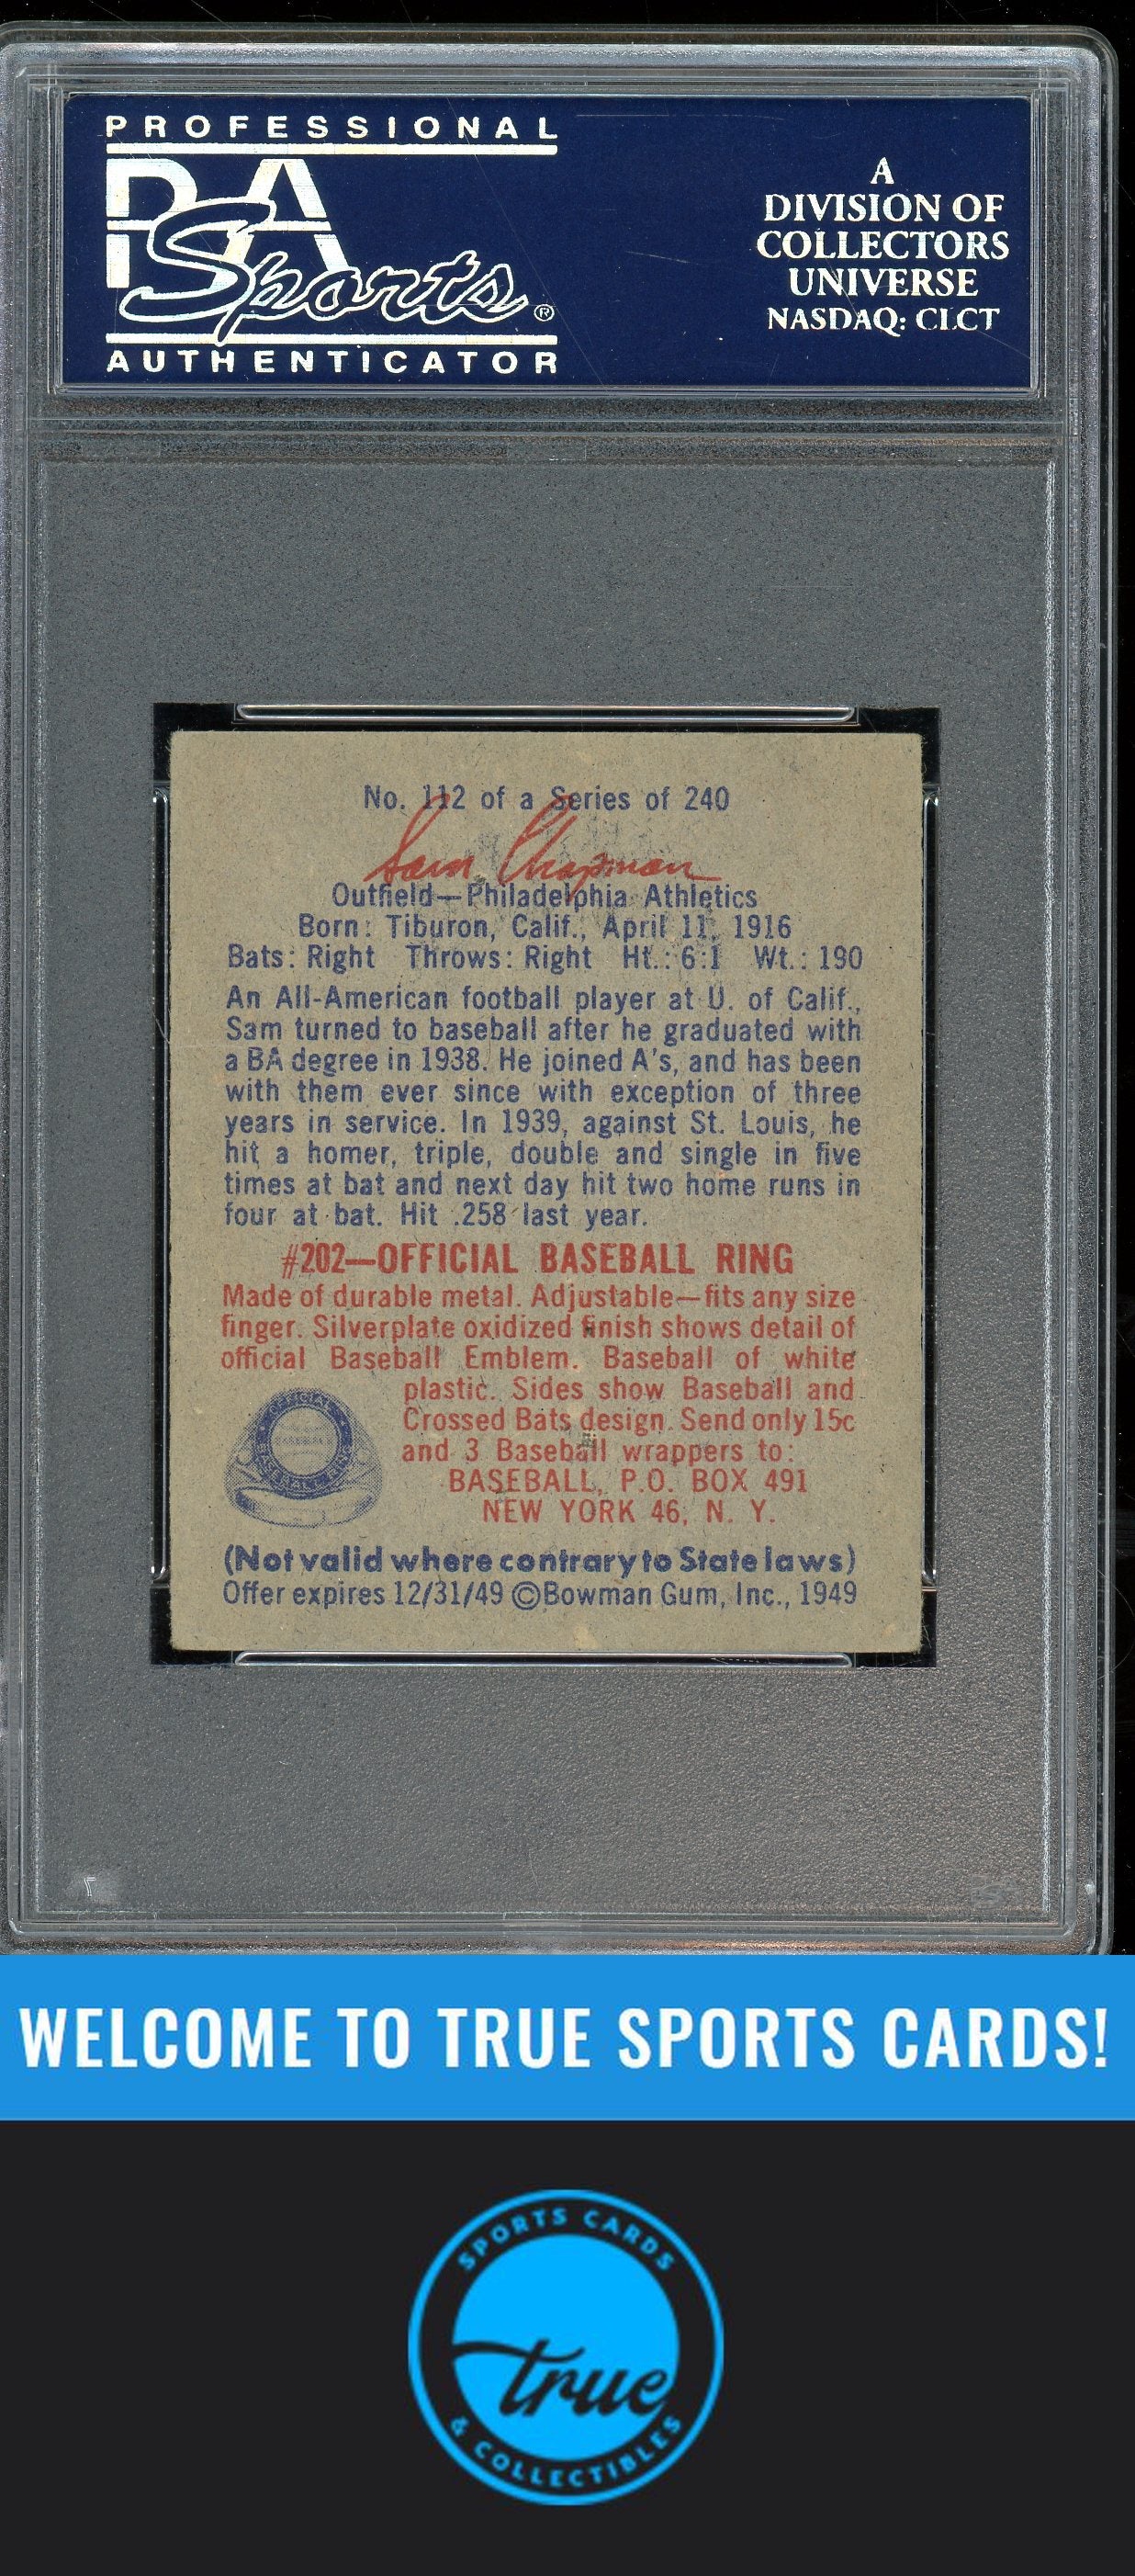 PROFESSIONAL
PSA
Sports®
AUTHENTICATOR
A
DIVISION OF
COLLECTORS
UNIVERSE
NASDAQ: CLCT
No. 112 of a Series of 240
Sam Chapman
Outfield—Philadelphia Athletics
Born: Tiburon, Calif., April 11, 1916
Bats: Right Throws: Right Ht.: 6:1 Wt.: 190
An All-American football player at U. of Calif.,
Sam turned to baseball after he graduated with
a BA degree in 1938. He joined A's, and has been
with them ever since with exception of three
years in service. In 1939, against St. Louis, he
hit a homer, triple, double and single in five
times at bat and next day hit two home runs in
four at bat. Hit .258 last year.
#202—OFFICIAL BASEBALL RING
Made of durable metal. Adjustable—fits any size
finger. Silverplate oxidized finish shows detail of
official Baseball Emblem. Baseball of white
plastic. Sides show Baseball and
Crossed Bats design. Send only 15c
and 3 Baseball wrappers to:
BASEBALL, P.O. BOX 491
NEW YORK 46, N. Y.
OFFICIAL
BASEBALL RING
(Not valid where contrary to State laws)
Offer expires 12/31/49 ©Bowman Gum, Inc., 1949
WELCOME TO TRUE SPORTS CARDS!
SPORTS CARDS
true
& COLLECTIBLES